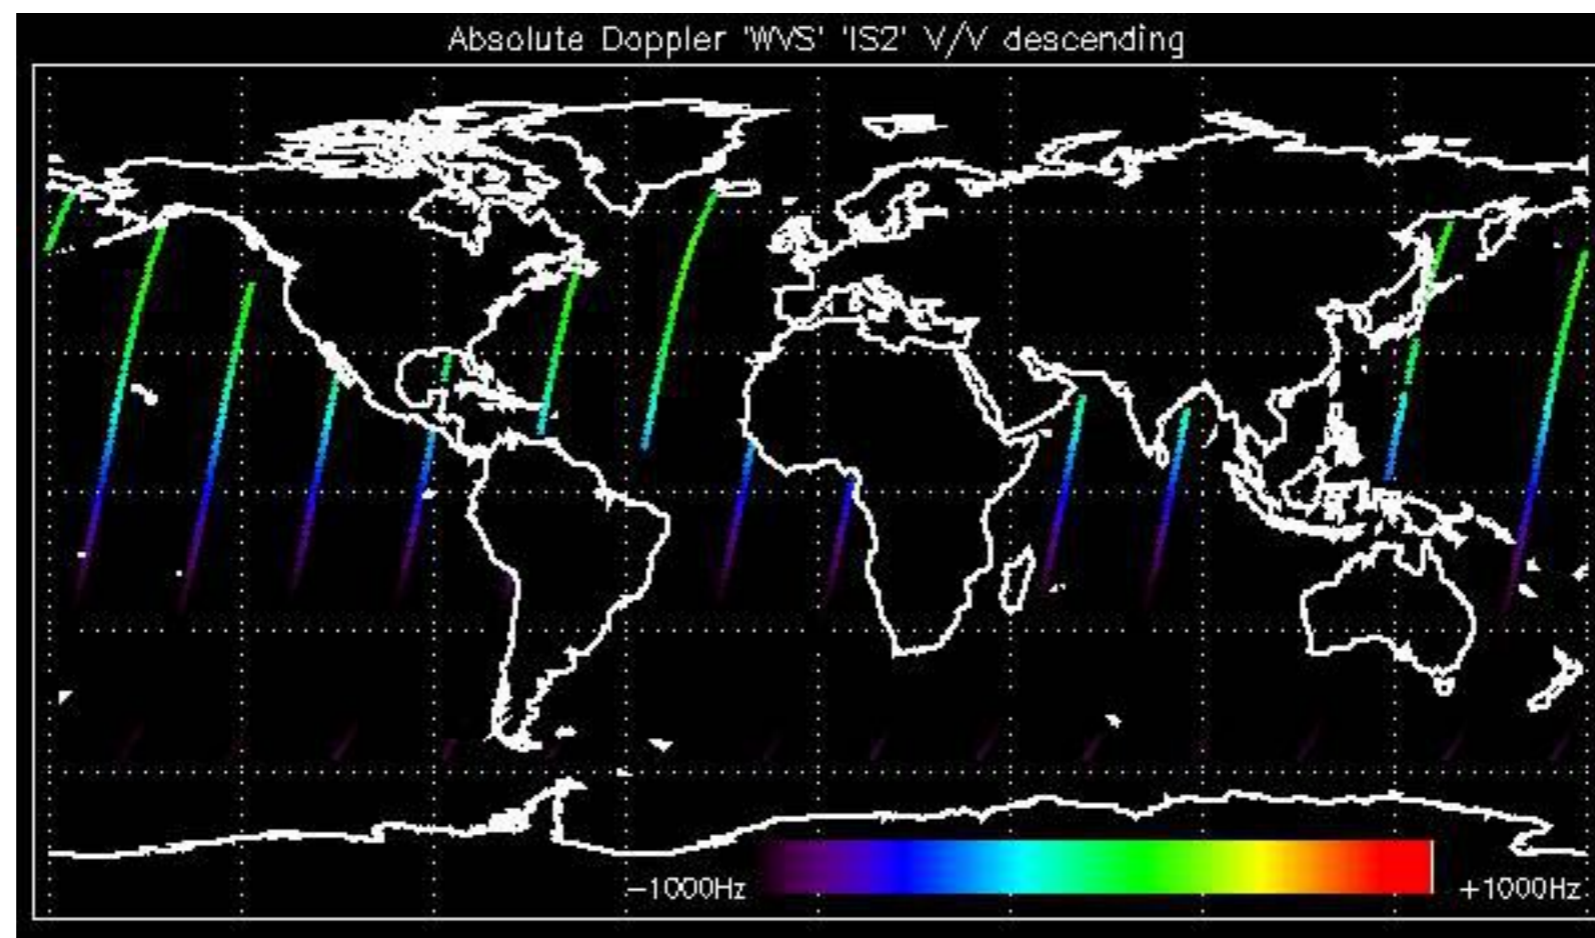 Absolute Doppler 'WVS' 'IS2' V/V descending
−1000Hz
+1000Hz